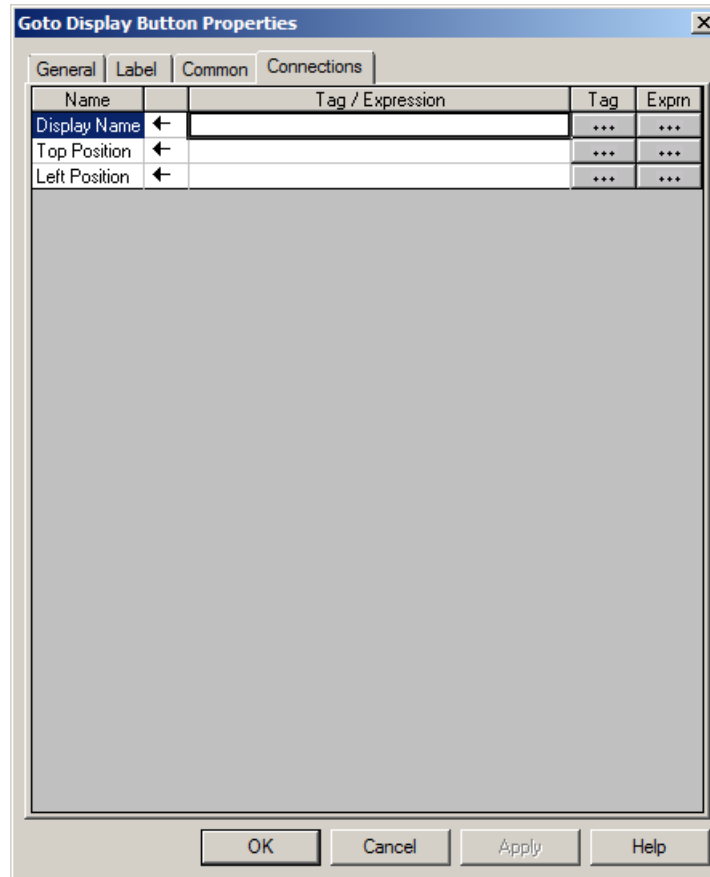 Goto Display Button Properties
General Label Common Connections
Name Tag / Expression Tag Exprn
Display Name ← ... ...
Top Position ← ... ...
Left Position ← ... ...
OK Cancel Apply Help